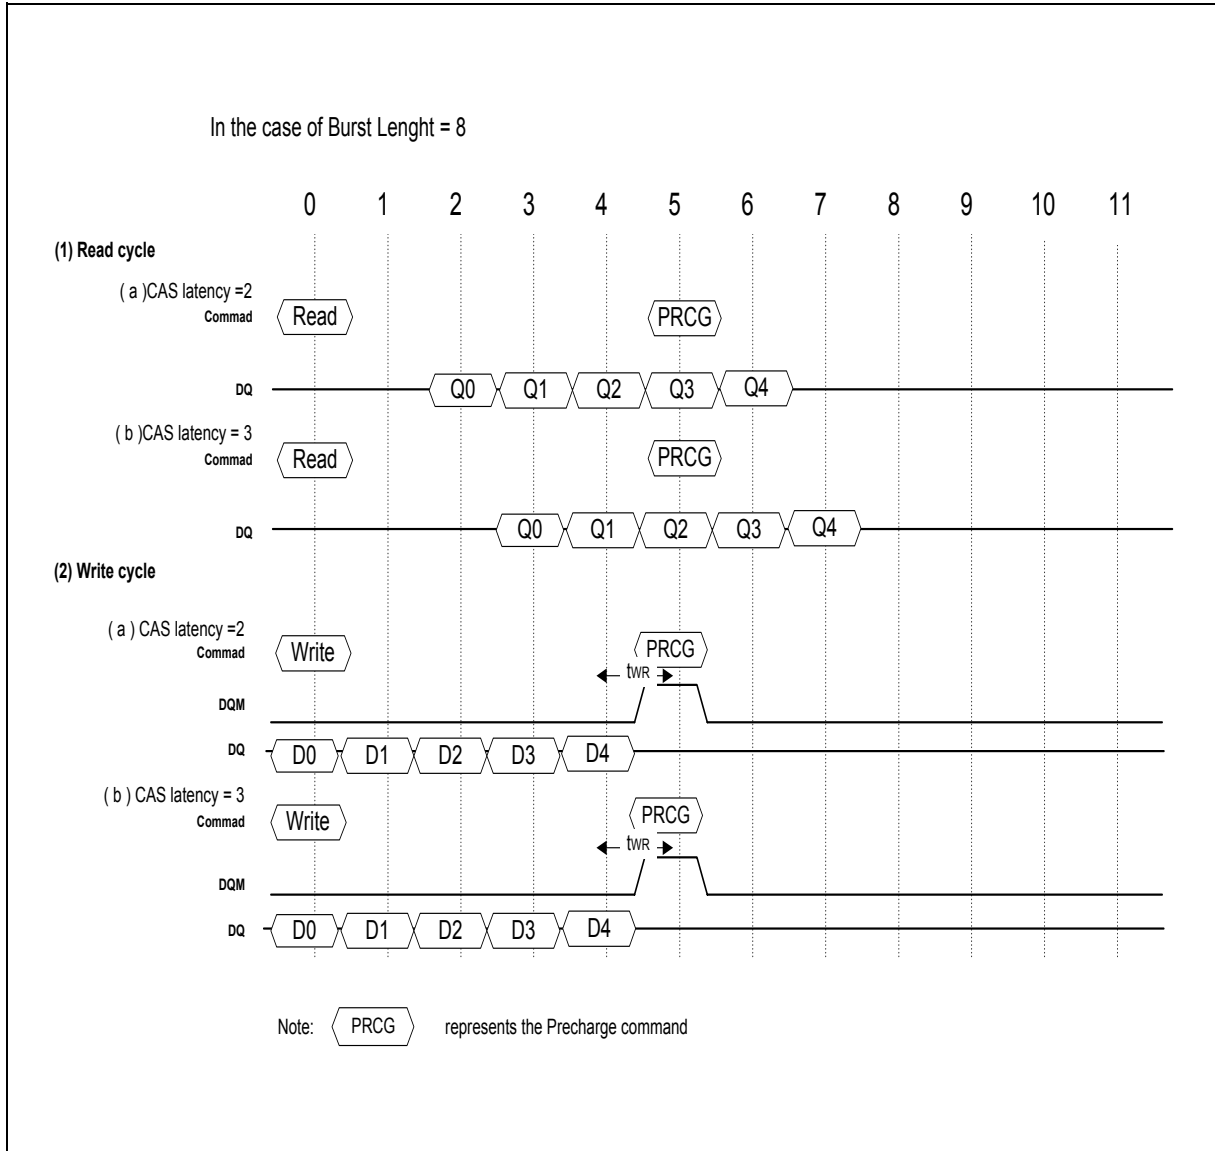 In the case of Burst Lenght = 8
0 1 2 3 4 5 6 7 8 9 10 11
(1) Read cycle
( a )CAS latency =2
Commad Read PRCG
DQ Q0 Q1 Q2 Q3 Q4
( b )CAS latency = 3
Commad Read PRCG
DQ Q0 Q1 Q2 Q3 Q4
(2) Write cycle
( a ) CAS latency =2
Commad Write PRCG
tWR
DQM
DQ D0 D1 D2 D3 D4
( b ) CAS latency = 3
Commad Write PRCG
tWR
DQM
DQ D0 D1 D2 D3 D4
Note: PRCG represents the Precharge command